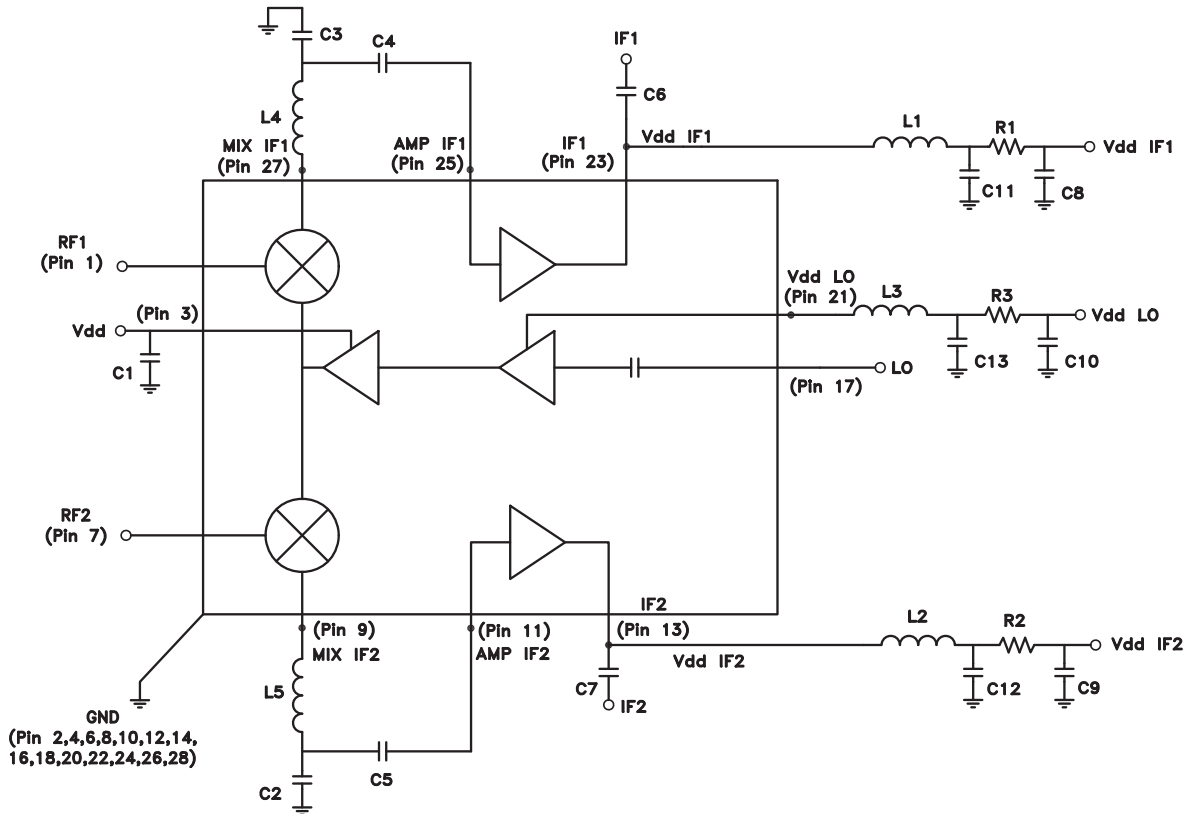 C3
C4
IF1
C6
L4
MIX IF1
(Pin 27)
AMP IF1
(Pin 25)
IF1
(Pin 23)
Vdd IF1
L1
R1
Vdd IF1
C11
C8
RF1
(Pin 1)
Vdd LO
(Pin 21)
L3
R3
Vdd LO
(Pin 3)
Vdd
C1
C13
C10
LO
(Pin 17)
RF2
(Pin 7)
IF2
(Pin 9)
MIX IF2
(Pin 11)
AMP IF2
(Pin 13)
Vdd IF2
L2
R2
Vdd IF2
L5
C7
IF2
C12
C9
GND
(Pin 2,4,6,8,10,12,14,
16,18,20,22,24,26,28)
C5
C2